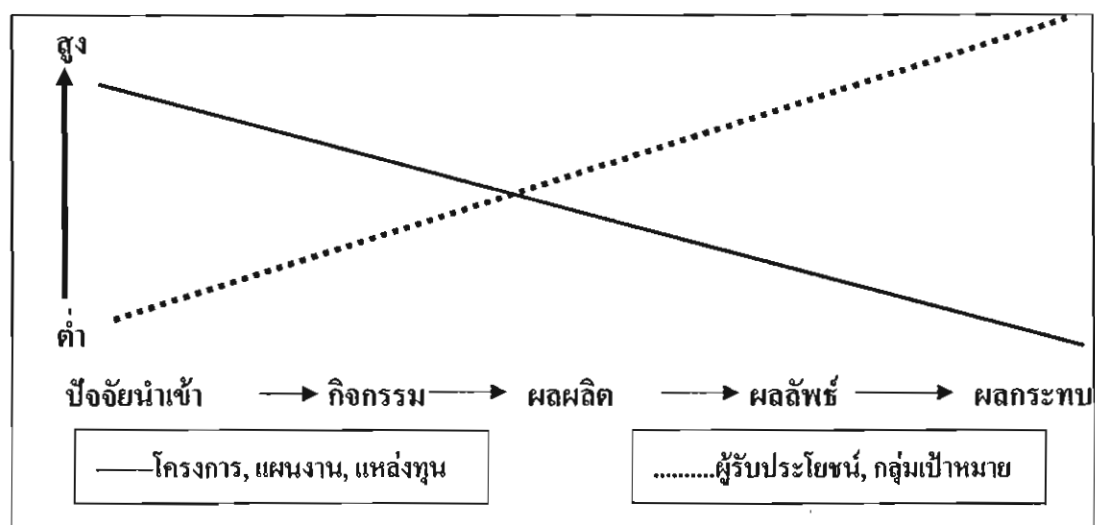 สูง
ต่ำ
ปัจจัยนำเข้า กิจกรรม ผลผลิต ผลลัพธ์ ผลกระทบ
โครงการ, แผนงาน, แหล่งทุน
ผู้รับประโยชน์, กลุ่มเป้าหมาย